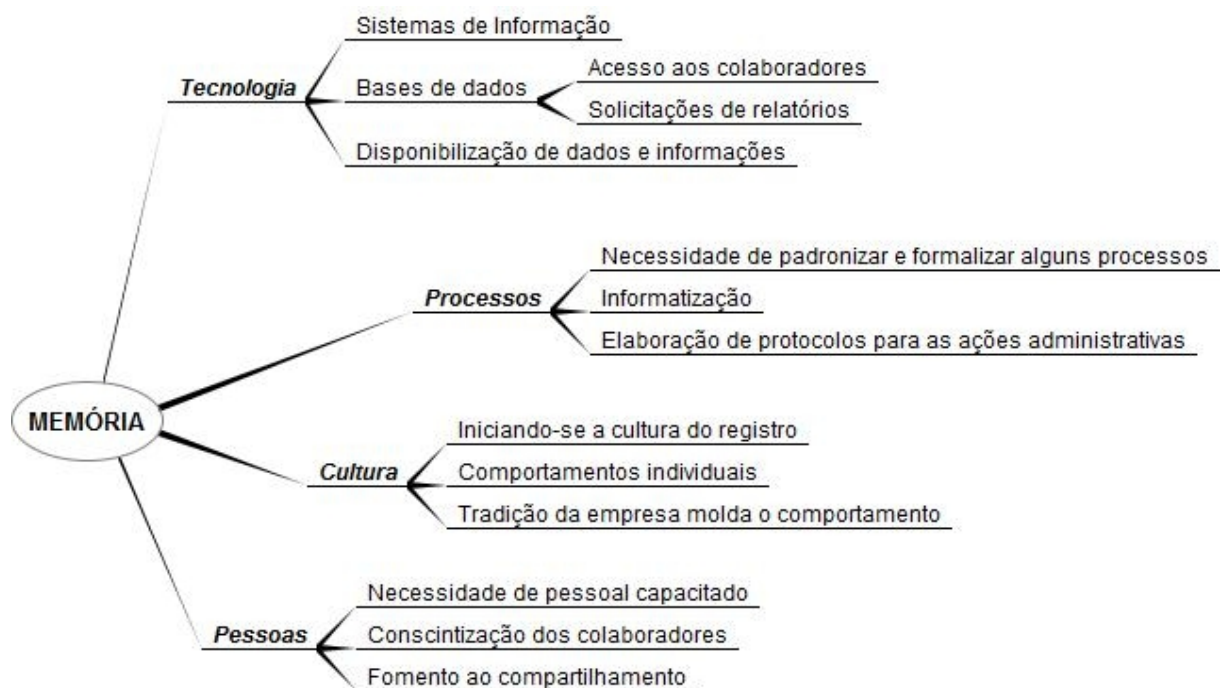 MEMÓRIA
Tecnologia
Sistemas de Informação
Bases de dados
Acesso aos colaboradores
Solicitações de relatórios
Disponibilização de dados e informações
Processos
Necessidade de padronizar e formalizar alguns processos
Informatização
Elaboração de protocolos para as ações administrativas
Cultura
Iniciando-se a cultura do registro
Comportamentos individuais
Tradição da empresa molda o comportamento
Pessoas
Necessidade de pessoal capacitado
Conscintização dos colaboradores
Fomento ao compartilhamento